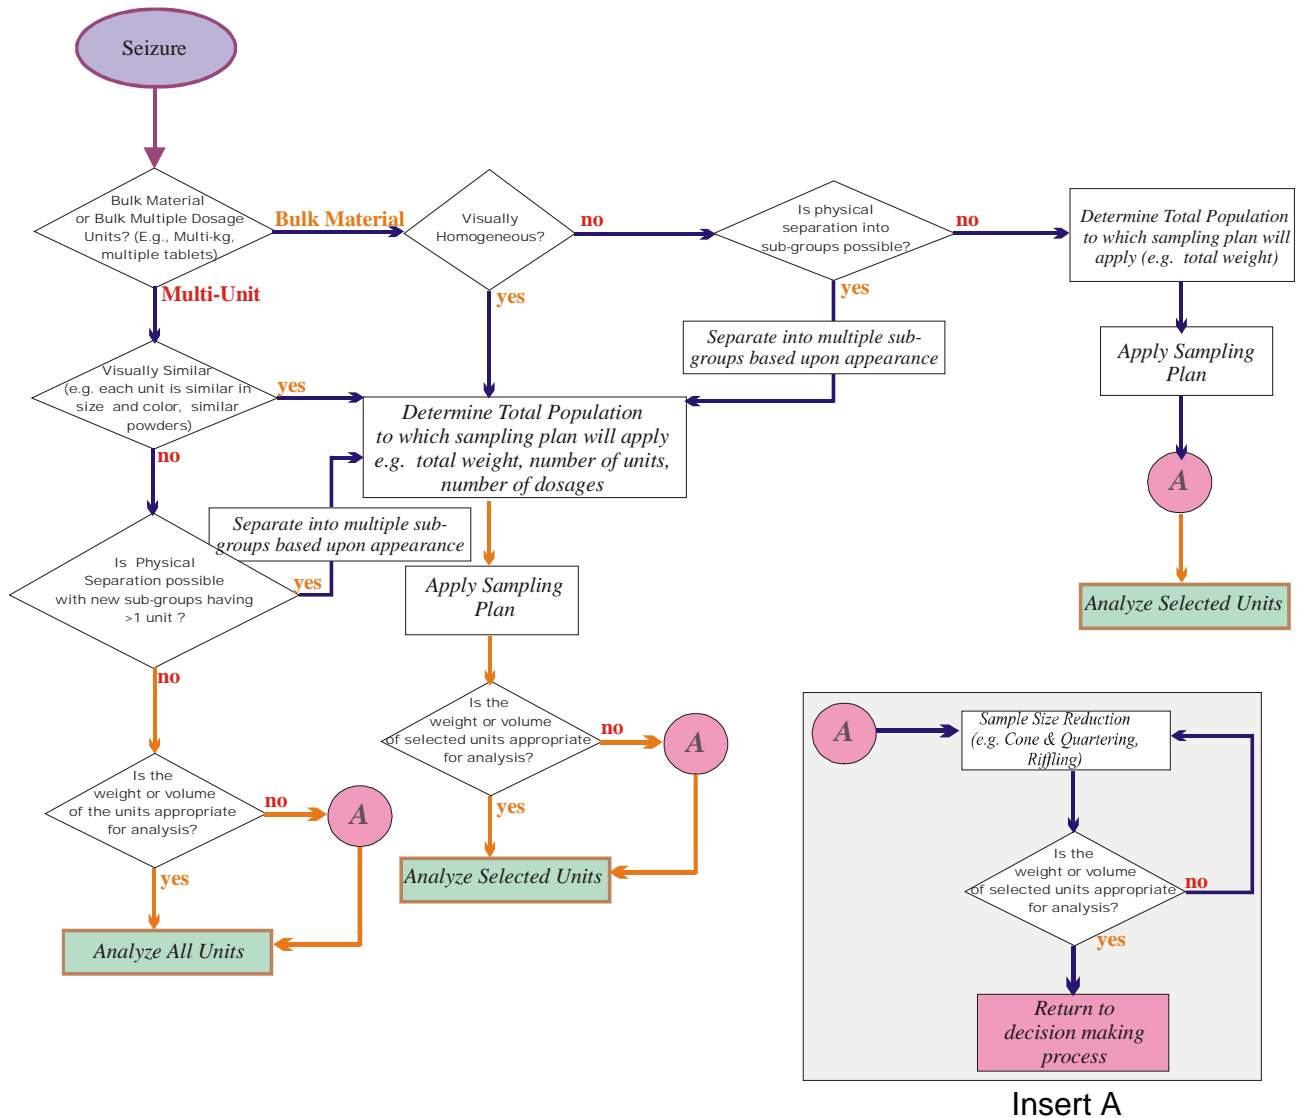 Seizure
Bulk Material
or Bulk Multiple Dosage
Units? (E.g., Multi-kg,
multiple tablets)
Bulk Material
Visually
Homogeneous?
no
Is physical
separation into
sub-groups possible?
no
Determine Total Population
to which sampling plan will
apply (e.g. total weight)
Multi-Unit
yes
yes
Separate into multiple sub-
groups based upon appearance
Apply Sampling
Plan
Visually Similar
(e.g. each unit is similar in
size and color, similar
powders)
yes
Determine Total Population
to which sampling plan will apply
e.g. total weight, number of units,
number of dosages
no
A
Separate into multiple sub-
groups based upon appearance
Is Physical
Separation possible
with new sub-groups having
>1 unit ?
yes
Apply Sampling
Plan
Analyze Selected Units
no
Is the
weight or volume
of selected units appropriate
for analysis?
no
A
yes
Is the
weight or volume
of the units appropriate
for analysis?
no
A
yes
Analyze Selected Units
Analyze All Units
A
Sample Size Reduction
(e.g. Cone & Quartering,
Riffling)
Is the
weight or volume
of selected units appropriate
for analysis?
no
yes
Return to
decision making
process
Insert A